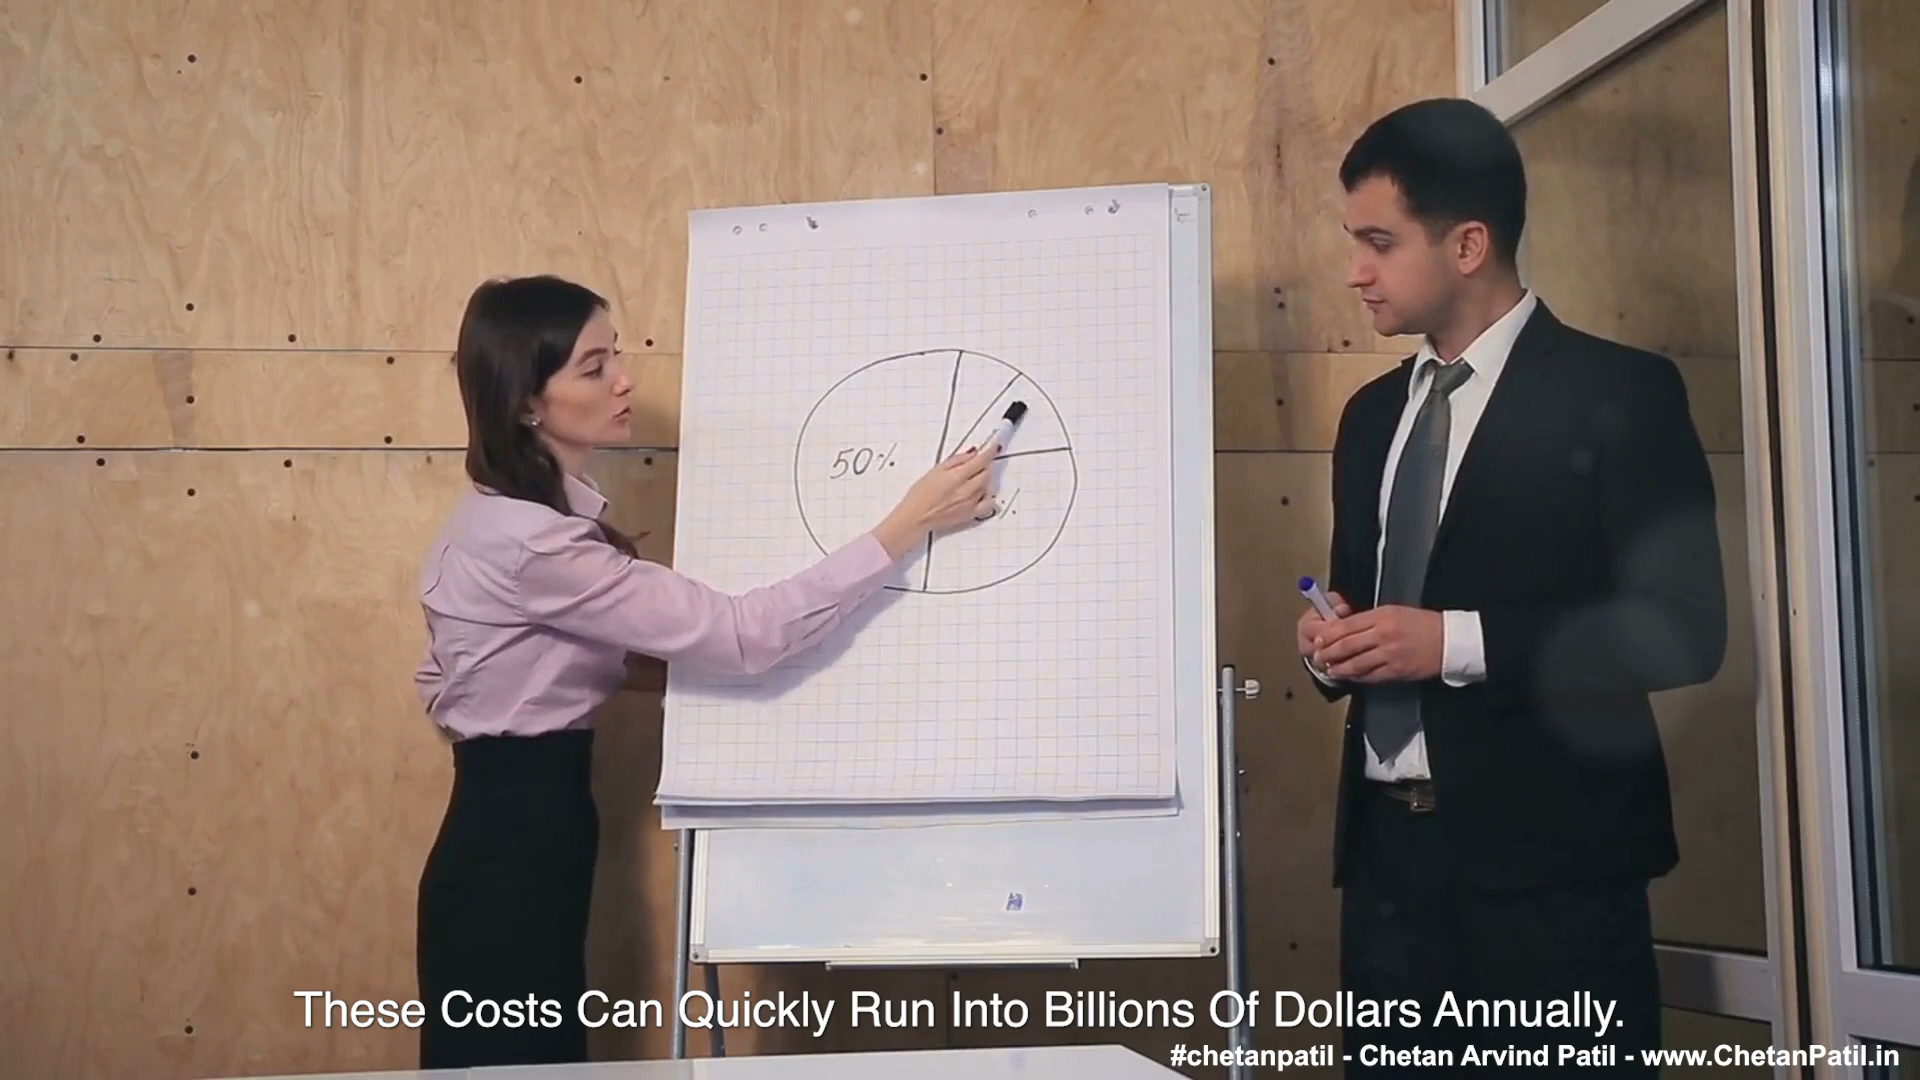 50%
%
These Costs Can Quickly Run Into Billions Of Dollars Annually.
#chetanpatil - Chetan Arvind Patil - www.ChetanPatil.in